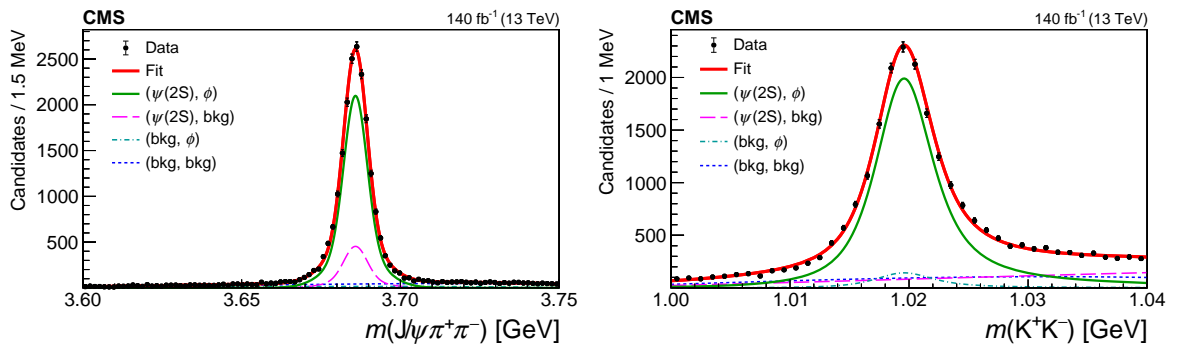 CMS
140 fb⁻¹ (13 TeV)
Candidates / 1.5 MeV
2500
2000
1500
1000
500
Data
Fit
(ψ(2S), ϕ)
(ψ(2S), bkg)
(bkg, ϕ)
(bkg, bkg)
3.60 3.65 3.70 3.75
m(J/ψπ⁺π⁻) [GeV]
CMS
140 fb⁻¹ (13 TeV)
Candidates / 1 MeV
2000
1500
1000
500
Data
Fit
(ψ(2S), ϕ)
(ψ(2S), bkg)
(bkg, ϕ)
(bkg, bkg)
1.00 1.01 1.02 1.03 1.04
m(K⁺K⁻) [GeV]